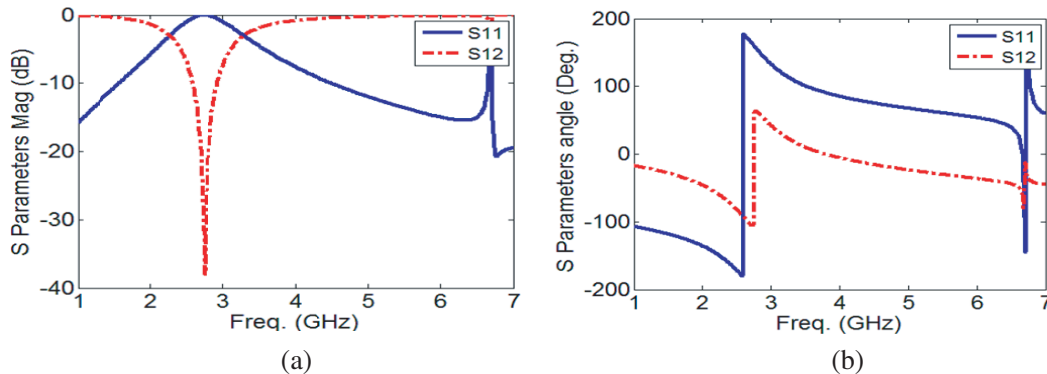 S Parameters Mag (dB)
0
-10
-20
-30
-40
S11
S12
1 2 3 4 5 6 7
Freq. (GHz)
(a)
S Parameters angle (Deg.)
200
100
0
-100
-200
S11
S12
1 2 3 4 5 6 7
Freq. (GHz)
(b)